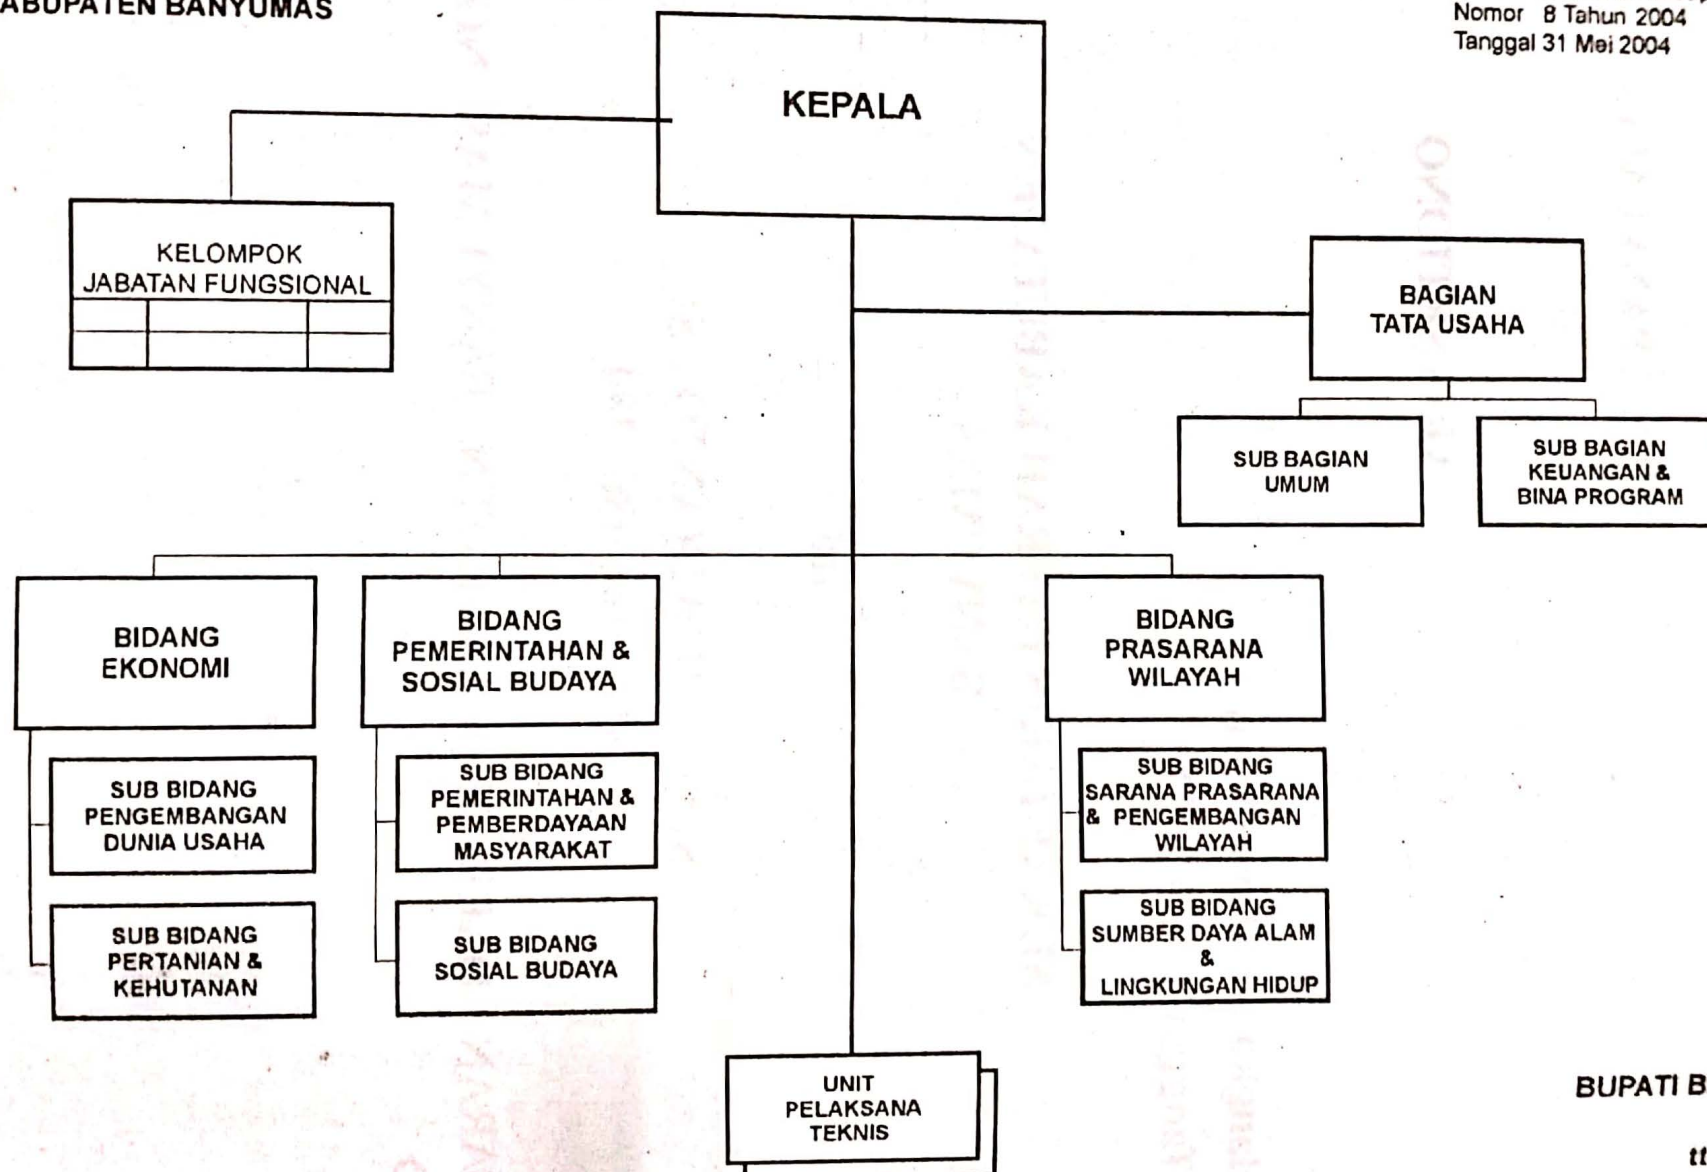 KABUPATEN BANYUMAS
Nomor 8 Tahun 2004
Tanggal 31 Mei 2004
KEPALA
KELOMPOK
JABATAN FUNGSIONAL
BAGIAN
TATA USAHA
SUB BAGIAN
UMUM
SUB BAGIAN
KEUANGAN &
BINA PROGRAM
BIDANG
EKONOMI
BIDANG
PEMERINTAHAN &
SOSIAL BUDAYA
BIDANG
PRASARANA
WILAYAH
SUB BIDANG
PENGEMBANGAN
DUNIA USAHA
SUB BIDANG
PEMERINTAHAN &
PEMBERDAYAAN
MASYARAKAT
SUB BIDANG
SARANA PRASARANA
& PENGEMBANGAN
WILAYAH
SUB BIDANG
PERTANIAN &
KEHUTANAN
SUB BIDANG
SOSIAL BUDAYA
SUB BIDANG
SUMBER DAYA ALAM
&
LINGKUNGAN HIDUP
UNIT
PELAKSANA
TEKNIS
BUPATI B